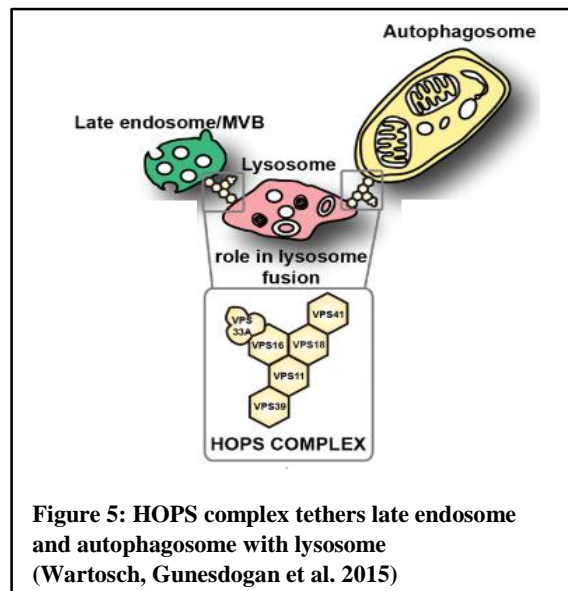 Autophagosome
Late endosome/MVB
Lysosome
role in lysosome
fusion
VPS41
VPS
33A
VPS16
VPS18
VPS11
VPS39
HOPS COMPLEX
Figure 5: HOPS complex tethers late endosome
and autophagosome with lysosome
(Wartosch, Gunesdogan et al. 2015)